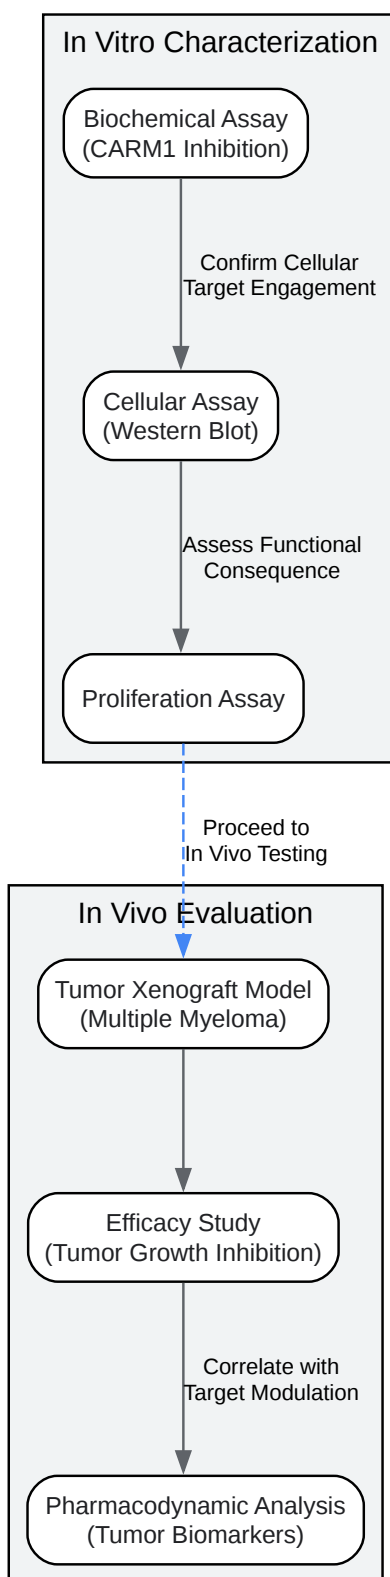 In Vitro Characterization
Biochemical Assay
(CARM1 Inhibition)
Confirm Cellular
Target Engagement
Cellular Assay
(Western Blot)
Assess Functional
Consequence
Proliferation Assay
Proceed to
In Vivo Testing
In Vivo Evaluation
Tumor Xenograft Model
(Multiple Myeloma)
Efficacy Study
(Tumor Growth Inhibition)
Correlate with
Target Modulation
Pharmacodynamic Analysis
(Tumor Biomarkers)